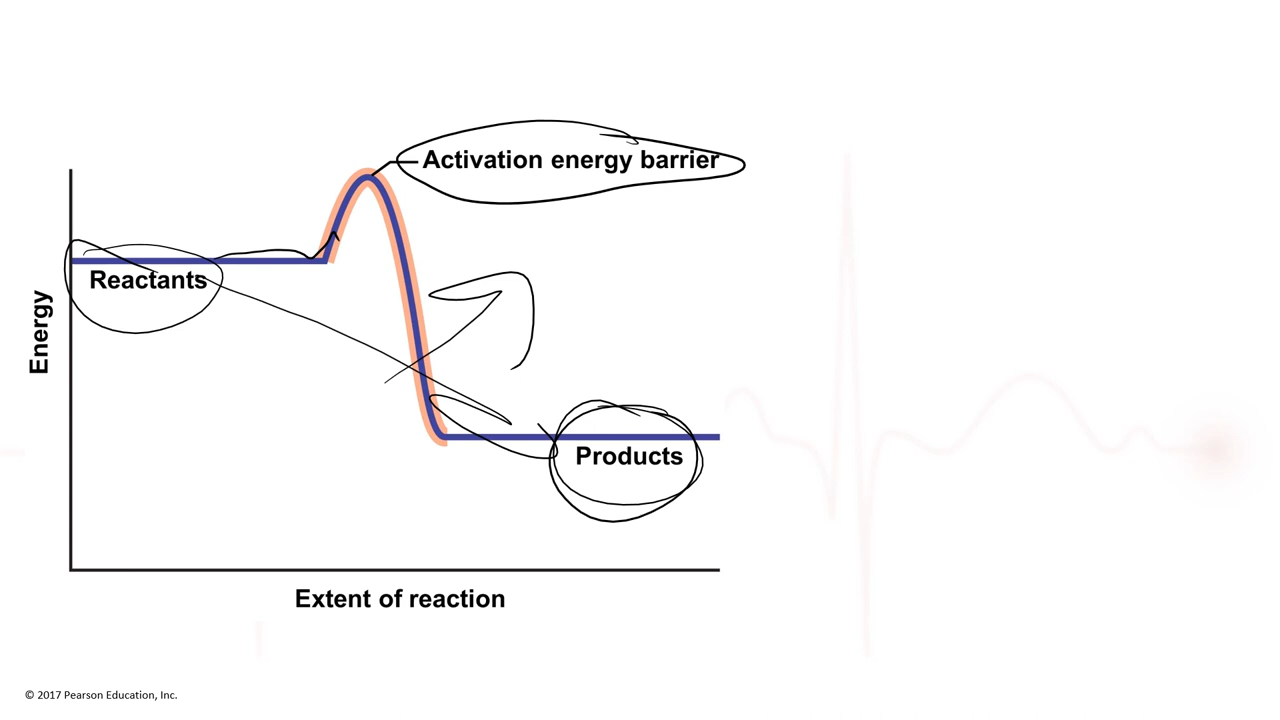 Activation energy barrier
Reactants
Energy
Products
Extent of reaction
© 2017 Pearson Education, Inc.